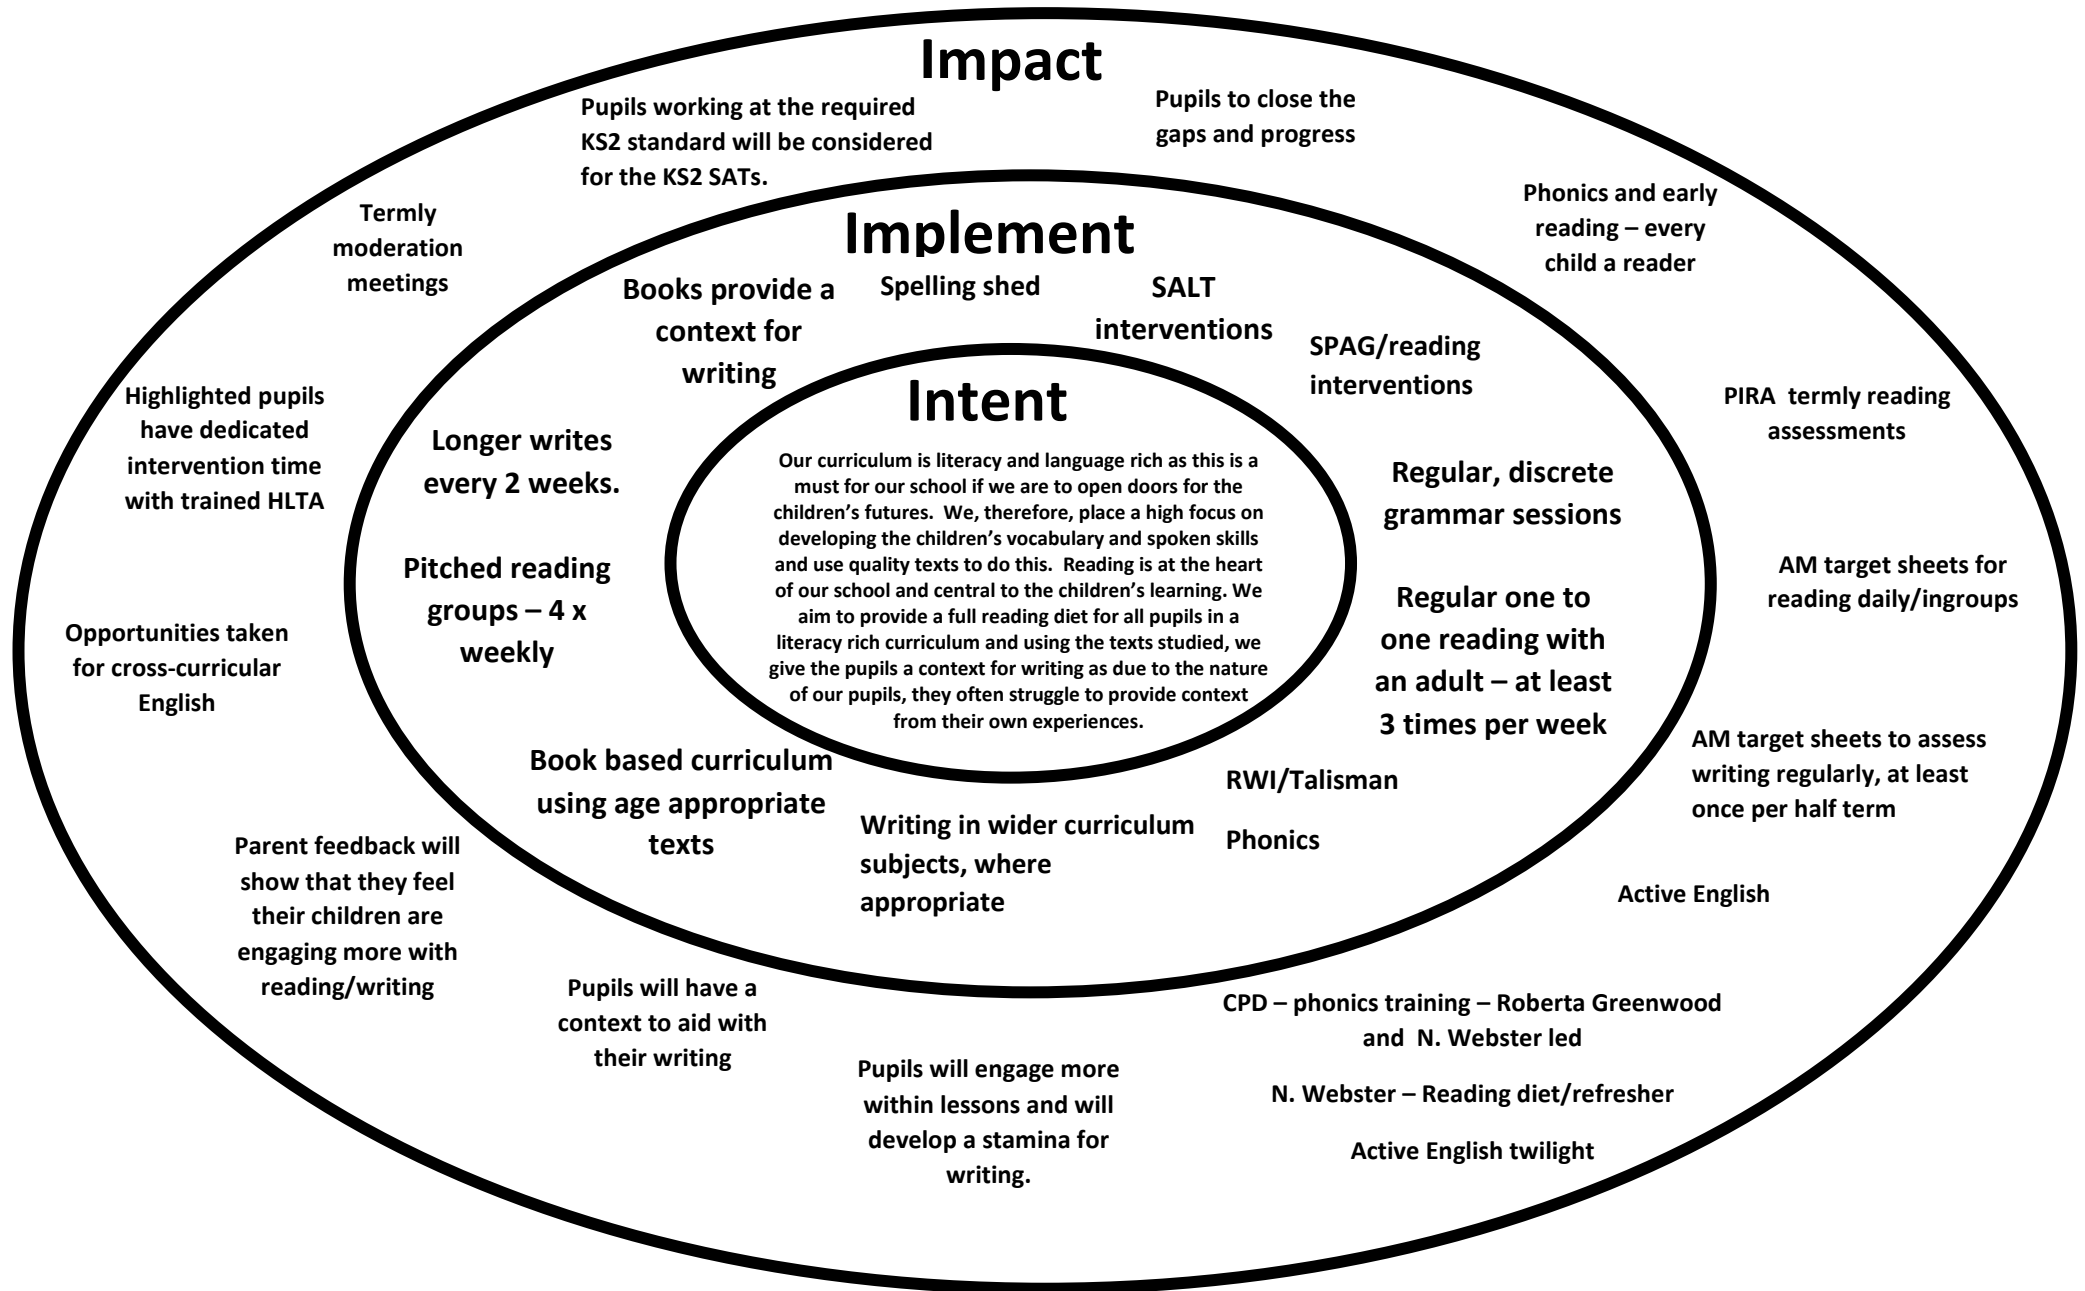 Impact
Pupils working at the required
KS2 standard will be considered
for the KS2 SATs.
Pupils to close the
gaps and progress
Termly
moderation
meetings
Phonics and early
reading – every
child a reader
Highlighted pupils
have dedicated
intervention time
with trained HLTA
PIRA  termly reading
assessments
Opportunities taken
for cross-curricular
English
AM target sheets for
reading daily/ingroups
AM target sheets to assess
writing regularly, at least
once per half term
Parent feedback will
show that they feel
their children are
engaging more with
reading/writing
Active English
Pupils will have a
context to aid with
their writing
Pupils will engage more
within lessons and will
develop a stamina for
writing.
CPD – phonics training – Roberta Greenwood
and  N. Webster led
N. Webster – Reading diet/refresher
Active English twilight
Implement
Books provide a
context for
writing
Spelling shed
SALT
interventions
SPAG/reading
interventions
Longer writes
every 2 weeks.
Regular, discrete
grammar sessions
Pitched reading
groups – 4 x
weekly
Regular one to
one reading with
an adult – at least
3 times per week
Book based curriculum
using age appropriate
texts
Writing in wider curriculum
subjects, where
appropriate
RWI/Talisman
Phonics
Intent
Our curriculum is literacy and language rich as this is a
must for our school if we are to open doors for the
children’s futures.  We, therefore, place a high focus on
developing the children’s vocabulary and spoken skills
and use quality texts to do this.  Reading is at the heart
of our school and central to the children’s learning. We
aim to provide a full reading diet for all pupils in a
literacy rich curriculum and using the texts studied, we
give the pupils a context for writing as due to the nature
of our pupils, they often struggle to provide context
from their own experiences.